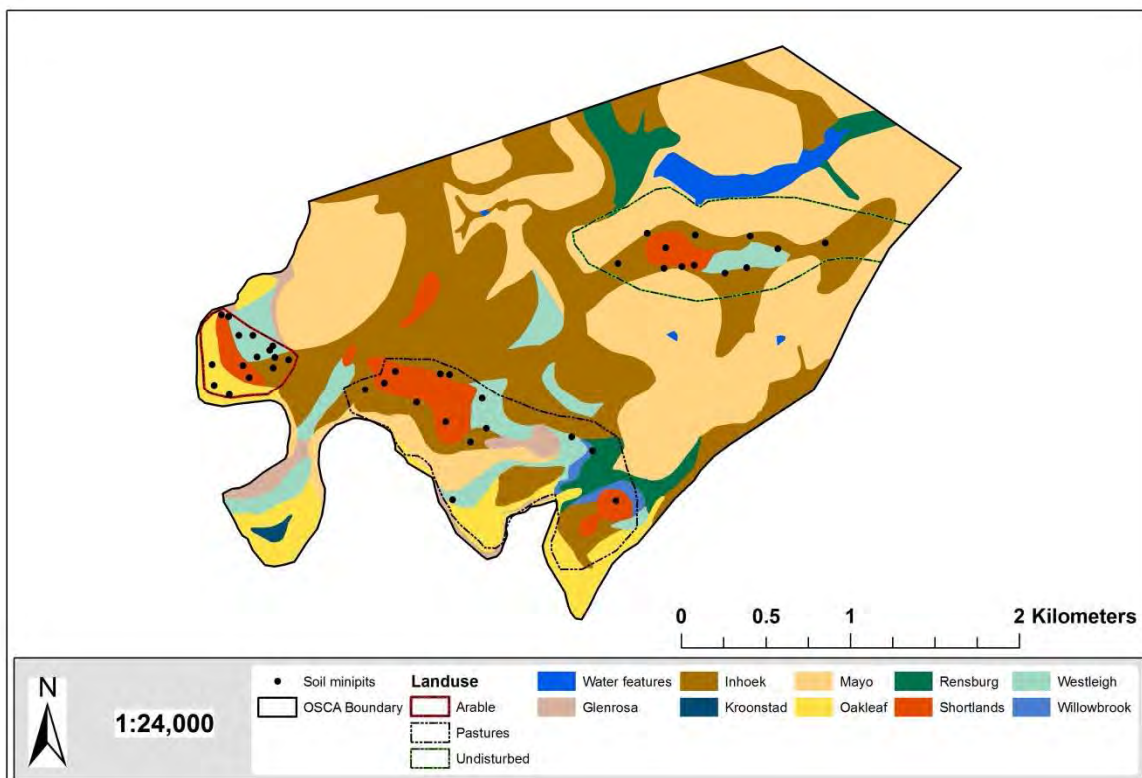 0 0.5 1 2 Kilometers
N
1:24,000
Soil minipits
OSCA Boundary
Landuse
Arable
Pastures
Undisturbed
Water features
Glenrosa
Inhoek
Kroonstad
Mayo
Oakleaf
Rensburg
Shortlands
Westleigh
Willowbrook